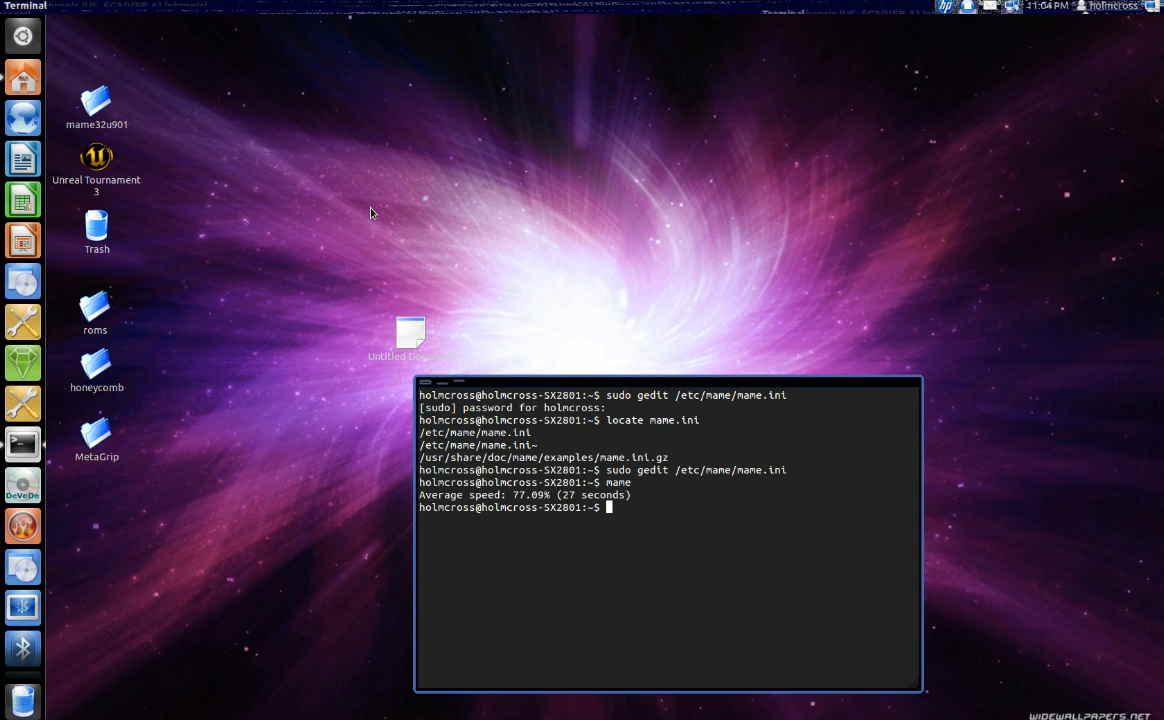 Terminal
11:04 PM
holmcross
hp
mame32u901
Unreal Tournament
3
Trash
roms
honeycomb
MetaGrip
Untitled
DeVeDe
holmcross@holmcross-SX2801:~$ sudo gedit /etc/mame/mame.ini
[sudo] password for holmcross:
holmcross@holmcross-SX2801:~$ locate mame.ini
/etc/mame/mame.ini
/etc/mame/mame.ini~
/usr/share/doc/mame/examples/mame.ini.gz
holmcross@holmcross-SX2801:~$ sudo gedit /etc/mame/mame.ini
holmcross@holmcross-SX2801:~$ mame
Average speed: 77.09% (27 seconds)
holmcross@holmcross-SX2801:~$
WIDEWALLPAPERS.NET